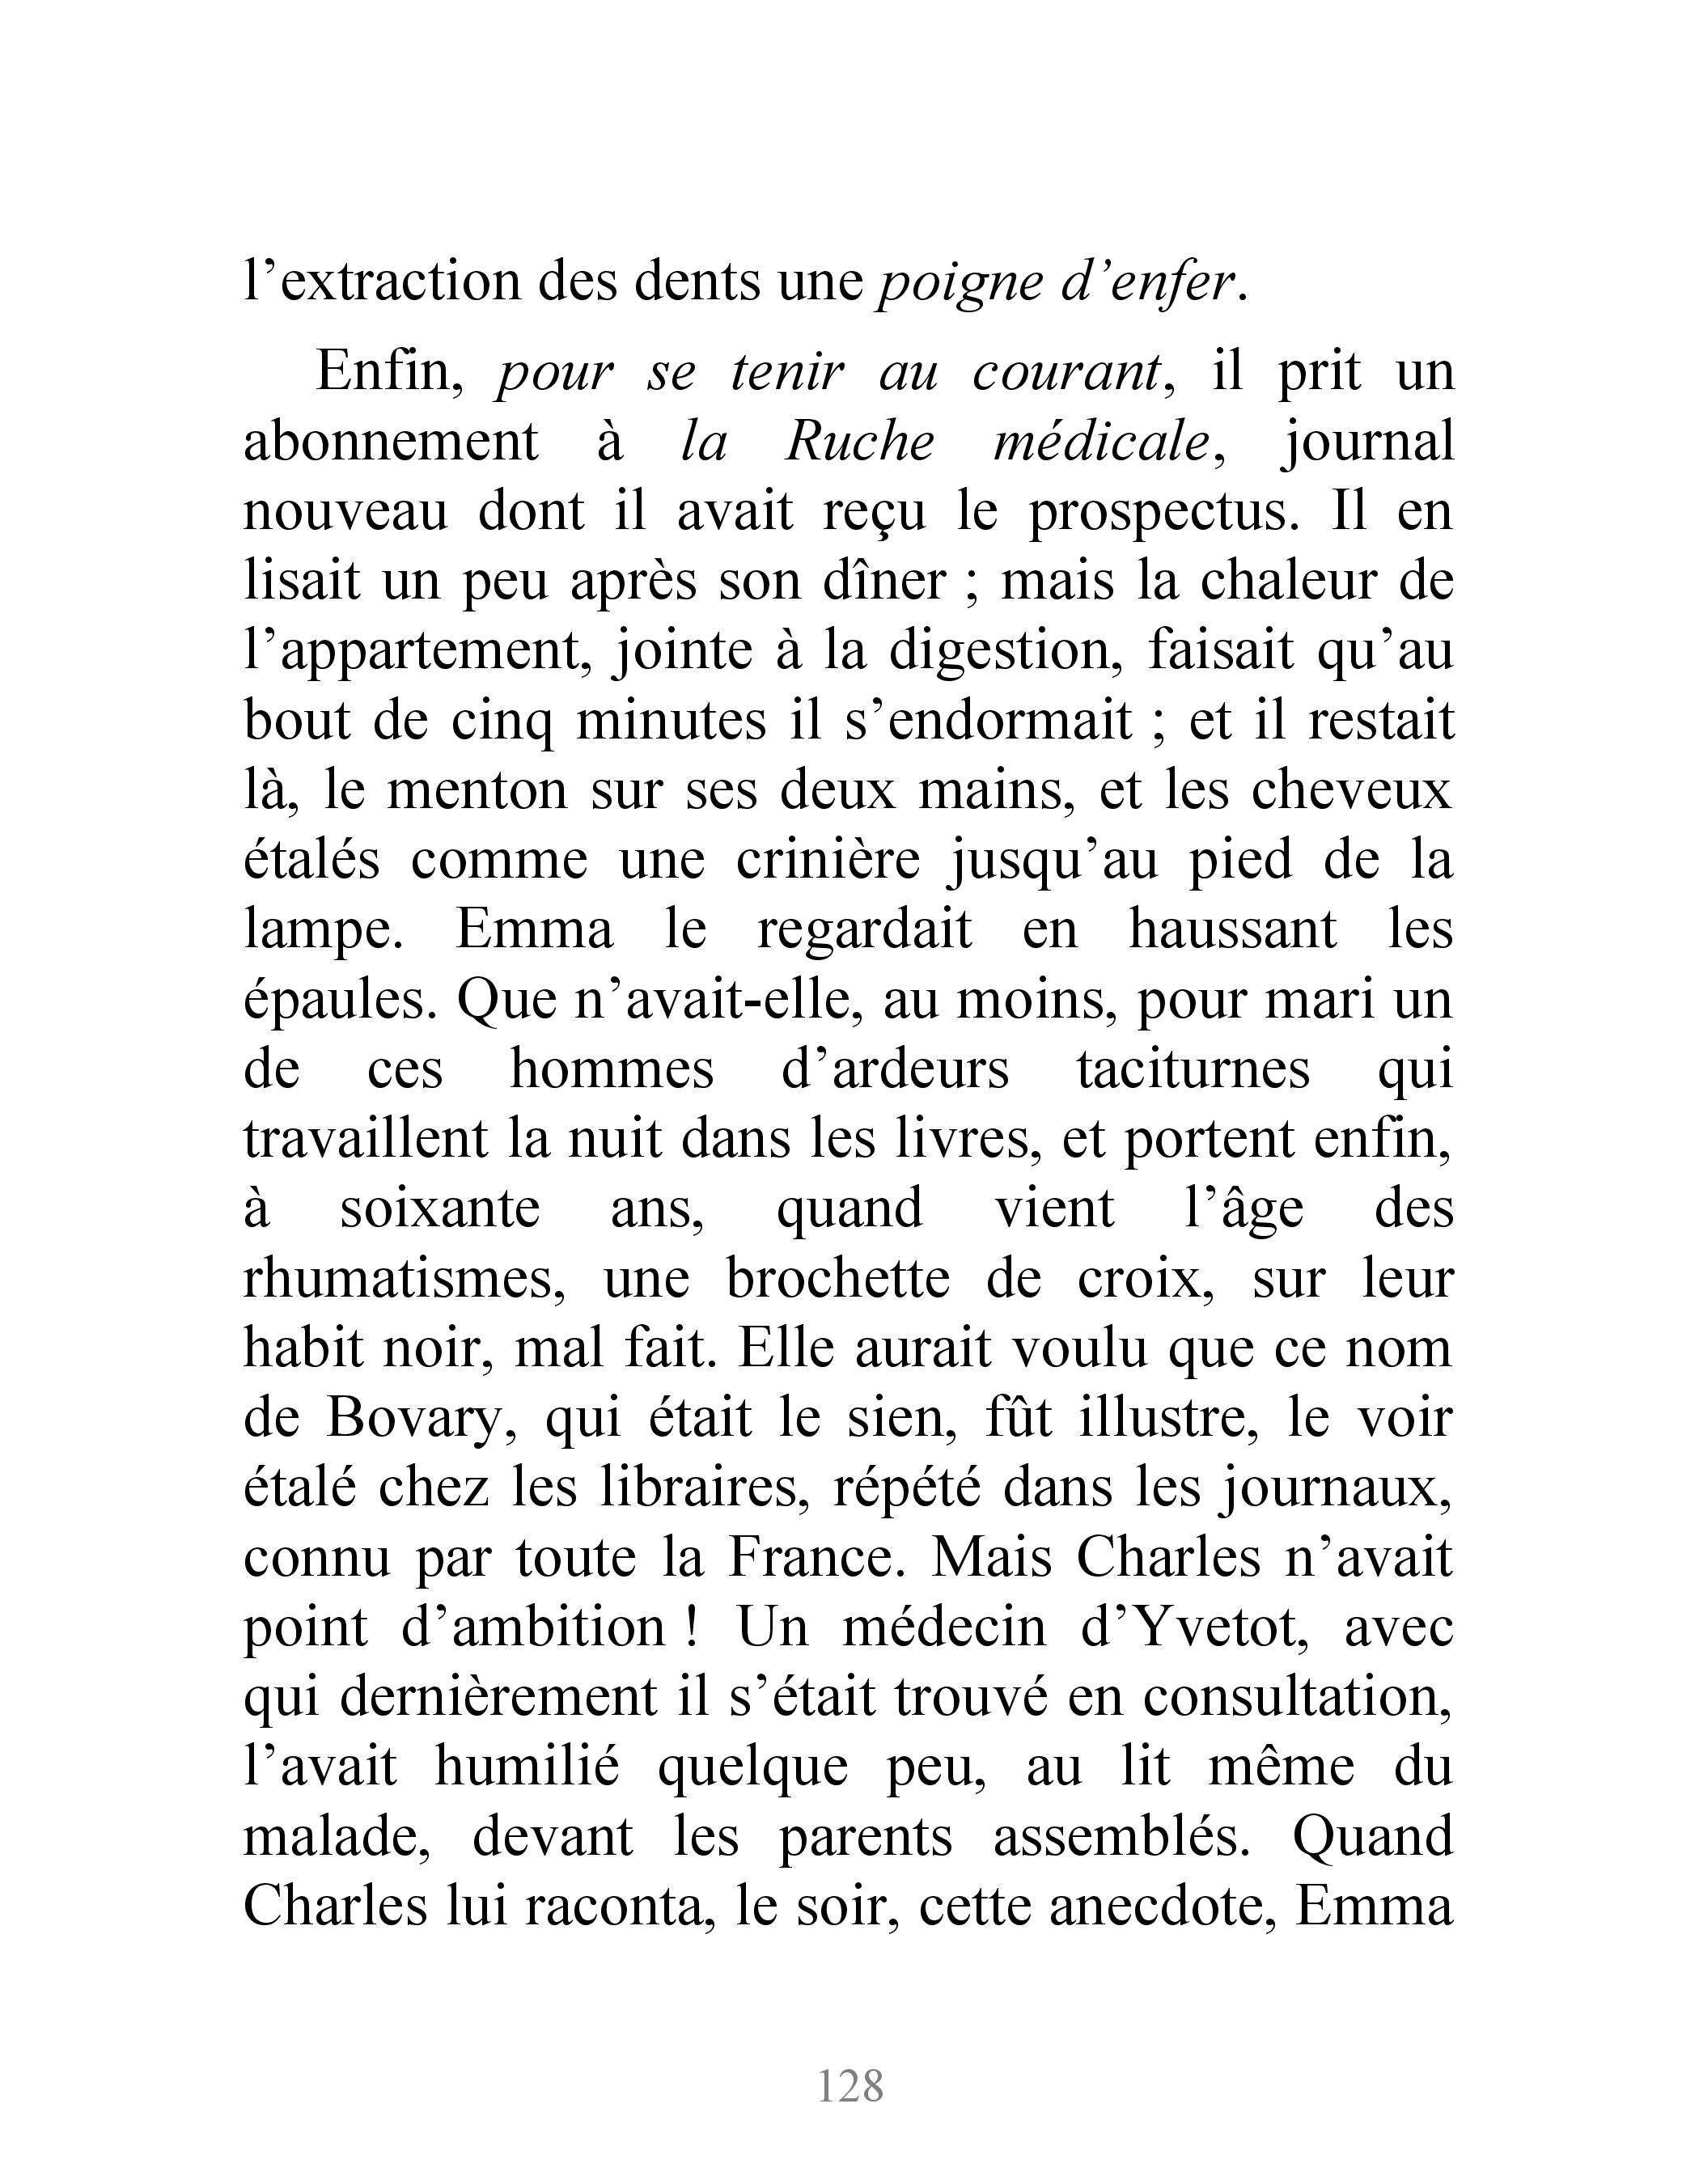 l’extraction des dents une poigne d’enfer.
Enfin, pour se tenir au courant, il prit un
abonnement à la Ruche médicale, journal
nouveau dont il avait reçu le prospectus. Il en
lisait un peu après son dîner ; mais la chaleur de
l’appartement, jointe à la digestion, faisait qu’au
bout de cinq minutes il s’endormait ; et il restait
là, le menton sur ses deux mains, et les cheveux
étalés comme une crinière jusqu’au pied de la
lampe. Emma le regardait en haussant les
épaules. Que n’avait-elle, au moins, pour mari un
de ces hommes d’ardeurs taciturnes qui
travaillent la nuit dans les livres, et portent enfin,
à soixante ans, quand vient l’âge des
rhumatismes, une brochette de croix, sur leur
habit noir, mal fait. Elle aurait voulu que ce nom
de Bovary, qui était le sien, fût illustre, le voir
étalé chez les libraires, répété dans les journaux,
connu par toute la France. Mais Charles n’avait
point d’ambition ! Un médecin d’Yvetot, avec
qui dernièrement il s’était trouvé en consultation,
l’avait humilié quelque peu, au lit même du
malade, devant les parents assemblés. Quand
Charles lui raconta, le soir, cette anecdote, Emma
128